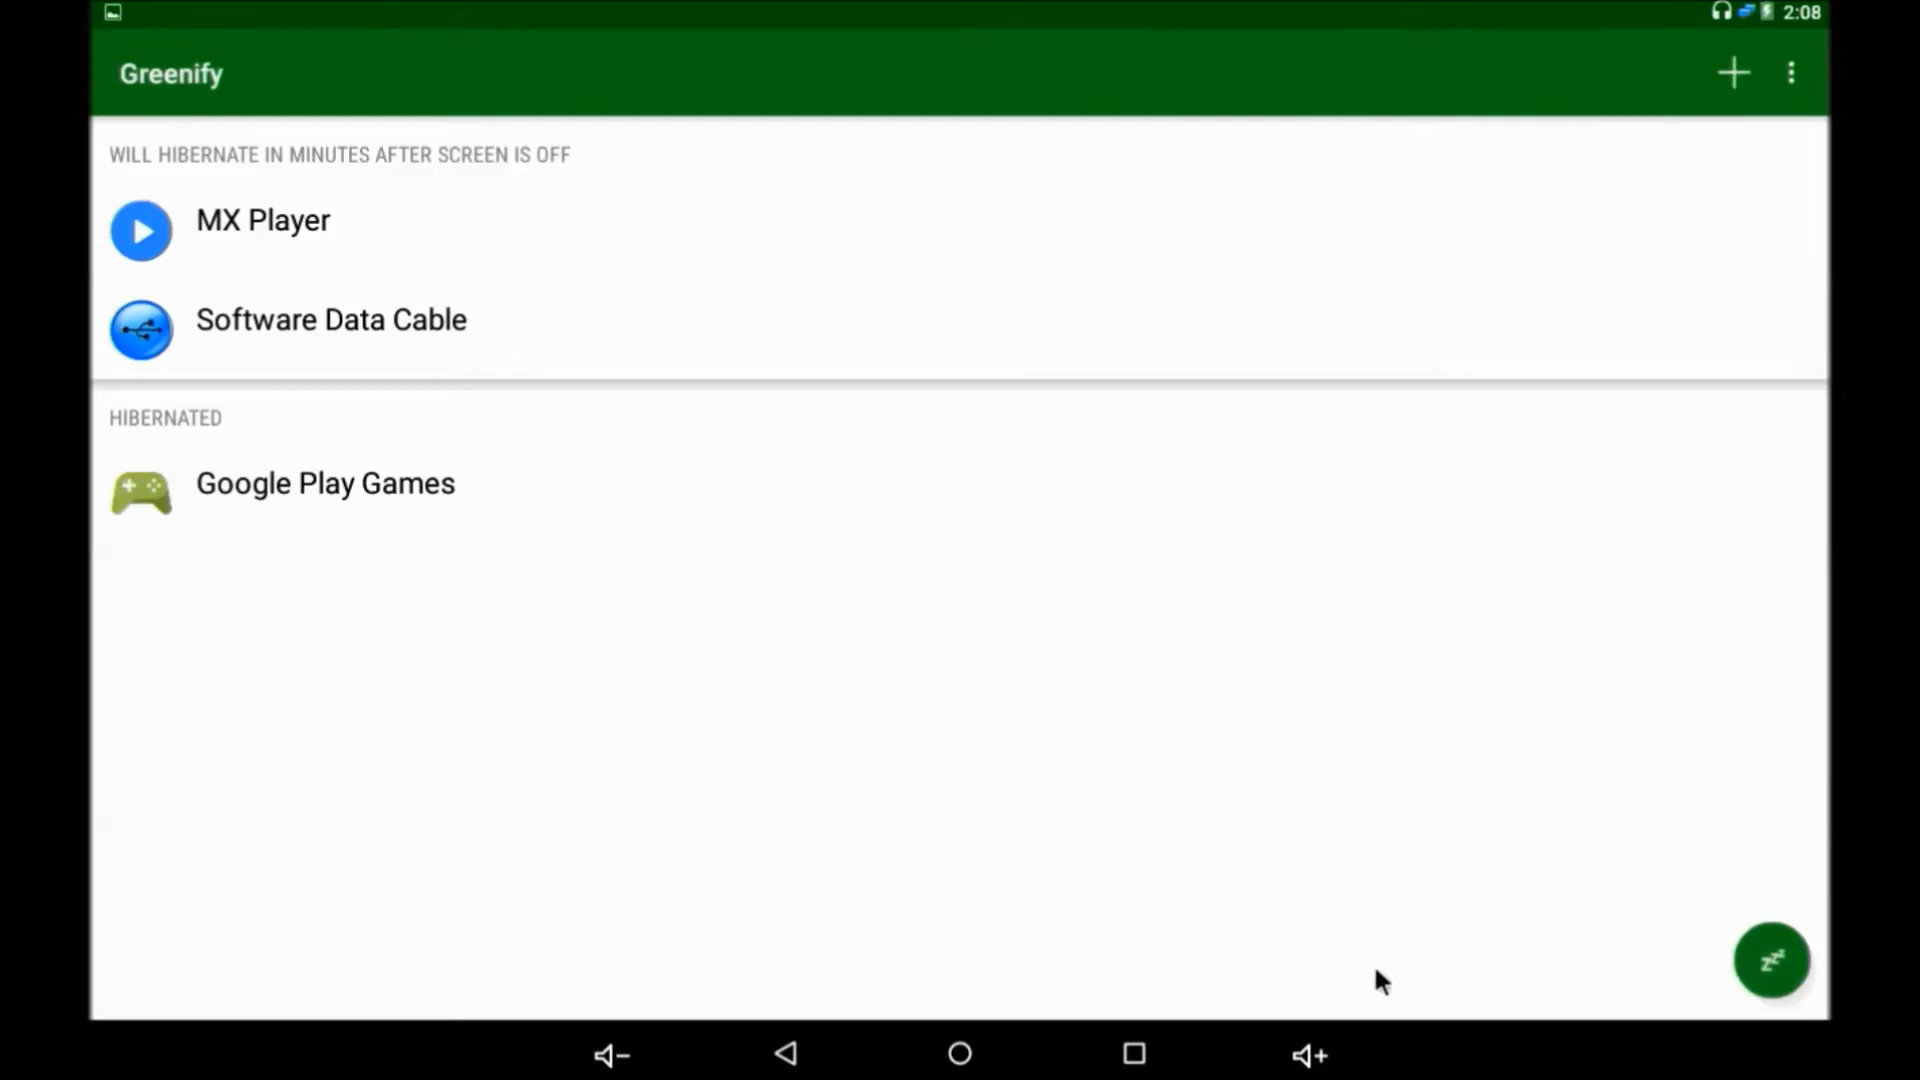 2:08
Greenify
WILL HIBERNATE IN MINUTES AFTER SCREEN IS OFF
MX Player
Software Data Cable
HIBERNATED
Google Play Games
zzz